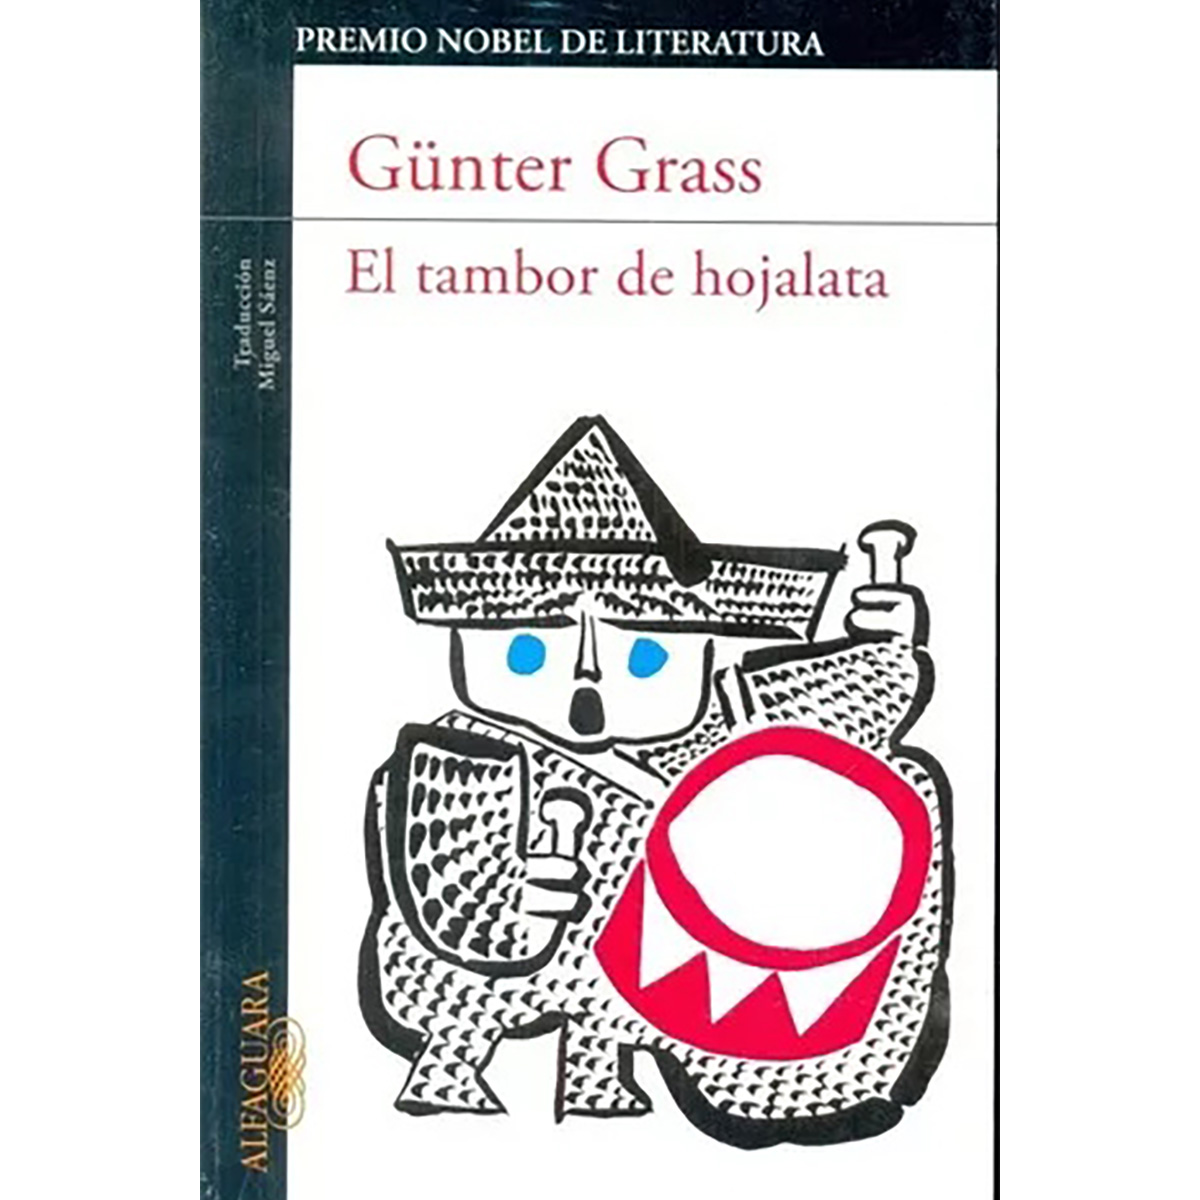 PREMIO NOBEL DE LITERATURA
Günter Grass
El tambor de hojalata
Traducción
Miguel Sáenz
ALFAGUARA